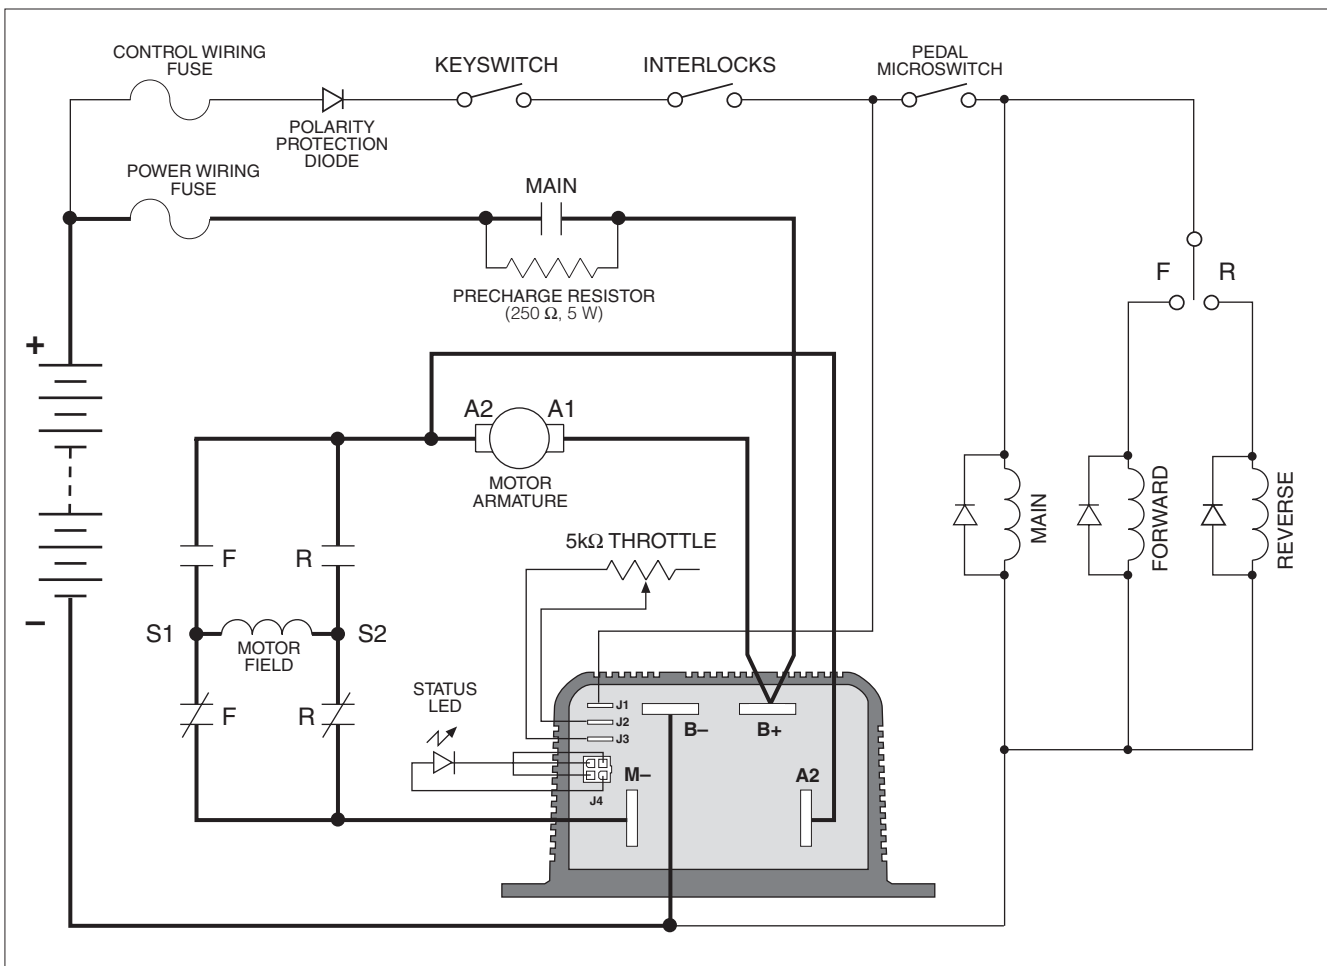 CONTROL WIRING
FUSE
KEYSWITCH
INTERLOCKS
PEDAL
MICROSWITCH
POLARITY
PROTECTION
DIODE
POWER WIRING
FUSE
MAIN
PRECHARGE RESISTOR
(250 Ω, 5 W)
F R
+
A2 A1
MOTOR
ARMATURE
5kΩ THROTTLE
MAIN
FORWARD
REVERSE
F R
–
S1 S2
MOTOR
FIELD
F R
STATUS
LED
J1
J2
J3
J4
B–
B+
M–
A2